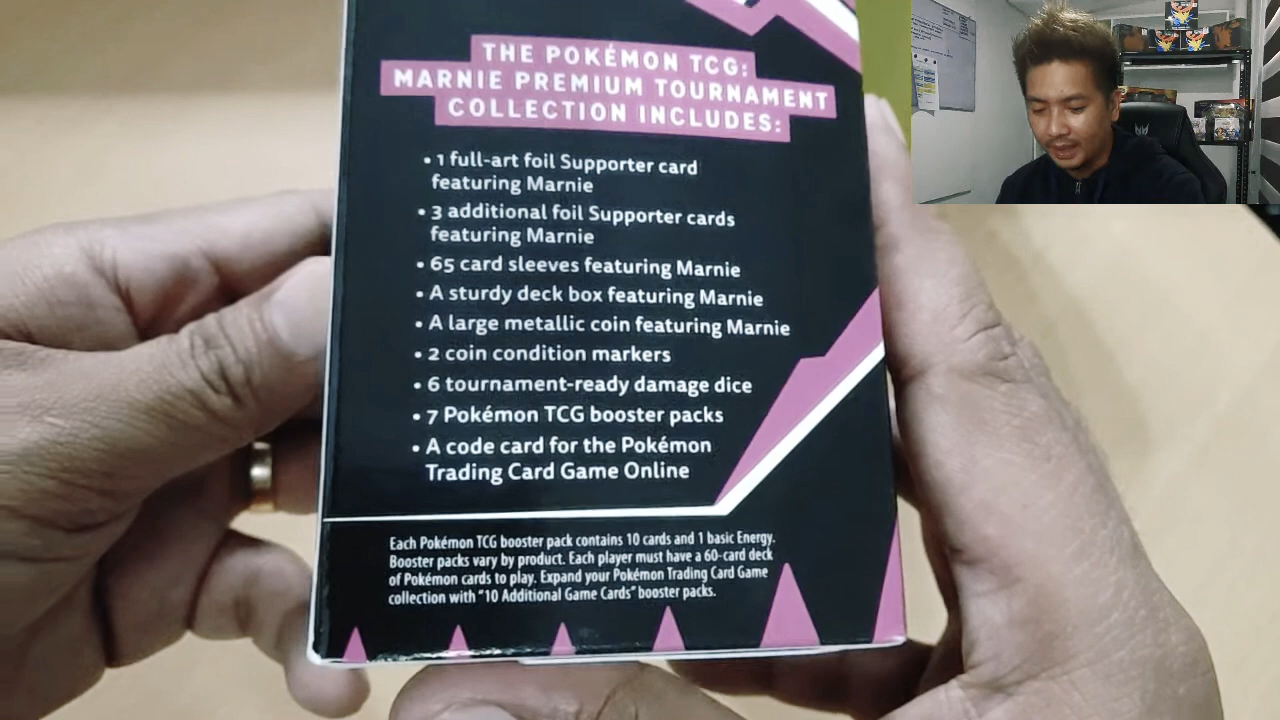 THE POKÉMON TCG:
MARNIE PREMIUM TOURNAMENT
COLLECTION INCLUDES:
• 1 full-art foil Supporter card
featuring Marnie
• 3 additional foil Supporter cards
featuring Marnie
• 65 card sleeves featuring Marnie
• A sturdy deck box featuring Marnie
• A large metallic coin featuring Marnie
• 2 coin condition markers
• 6 tournament-ready damage dice
• 7 Pokémon TCG booster packs
• A code card for the Pokémon
Trading Card Game Online
Each Pokémon TCG booster pack contains 10 cards and 1 basic Energy.
Booster packs vary by product. Each player must have a 60-card deck
of Pokémon cards to play. Expand your Pokémon Trading Card Game
collection with "10 Additional Game Cards" booster packs.